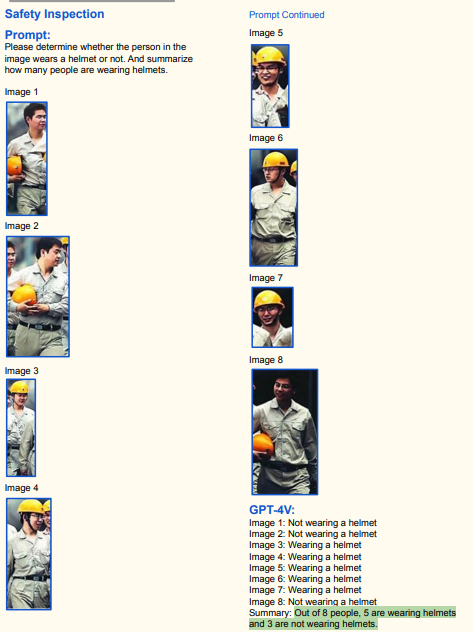 Safety Inspection
Prompt:
Please determine whether the person in the
image wears a helmet or not. And summarize
how many people are wearing helmets.
Image 1
Image 2
Image 3
Image 4
Prompt Continued
Image 5
Image 6
Image 7
Image 8
GPT-4V:
Image 1: Not wearing a helmet
Image 2: Not wearing a helmet
Image 3: Wearing a helmet
Image 4: Wearing a helmet
Image 5: Wearing a helmet
Image 6: Wearing a helmet
Image 7: Wearing a helmet
Image 8: Not wearing a helmet
Summary: Out of 8 people, 5 are wearing helmets
and 3 are not wearing helmets.